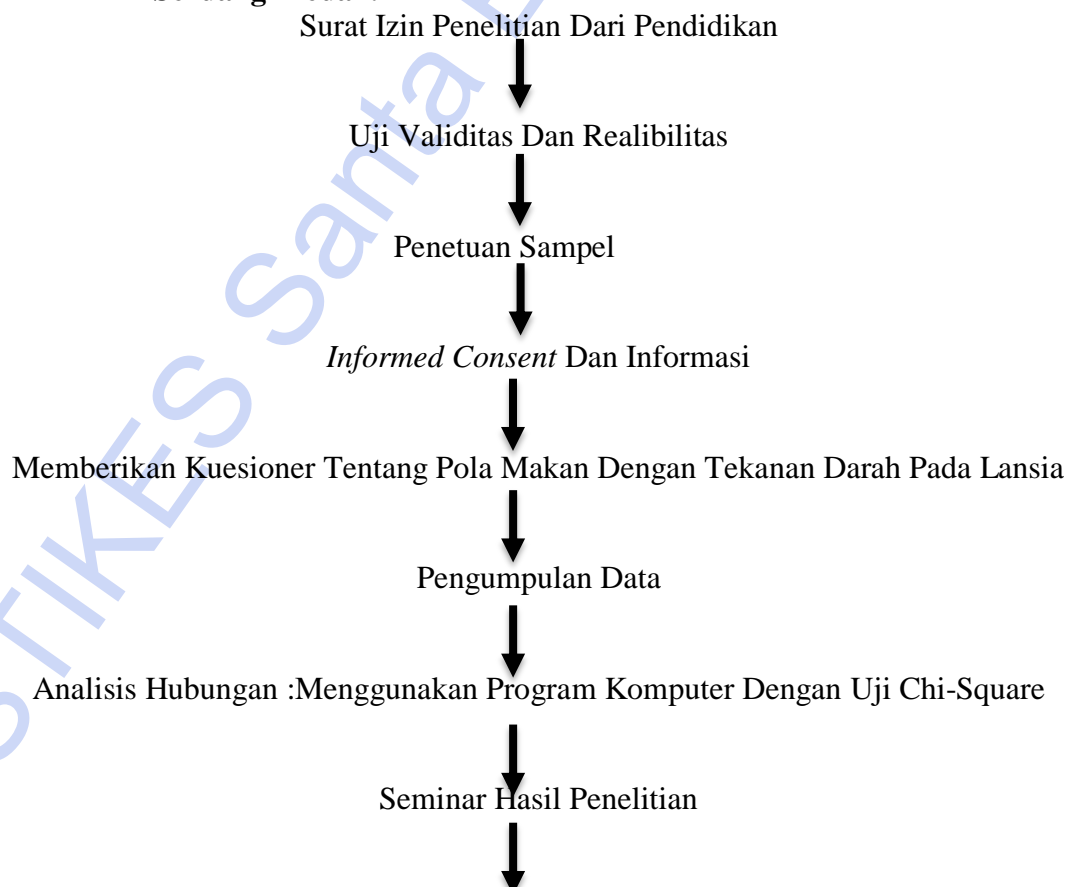 Surat Izin Penelitian Dari Pendidikan
Uji Validitas Dan Realibilitas
Penetuan Sampel
Informed Consent Dan Informasi
Memberikan Kuesioner Tentang Pola Makan Dengan Tekanan Darah Pada Lansia
Pengumpulan Data
Analisis Hubungan :Menggunakan Program Komputer Dengan Uji Chi-Square
Seminar Hasil Penelitian
STIKES Santa E